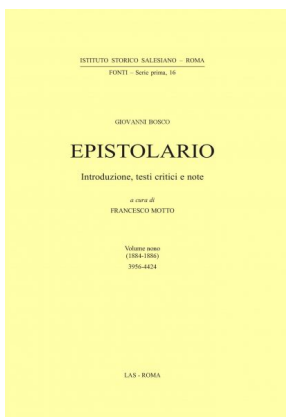 ISTITUTO STORICO SALESIANO – ROMA
FONTI – Serie prima, 16
GIOVANNI BOSCO
EPISTOLARIO
Introduzione, testi critici e note
a cura di
FRANCESCO MOTTO
Volume nono
(1884-1886)
3956-4424
LAS - ROMA